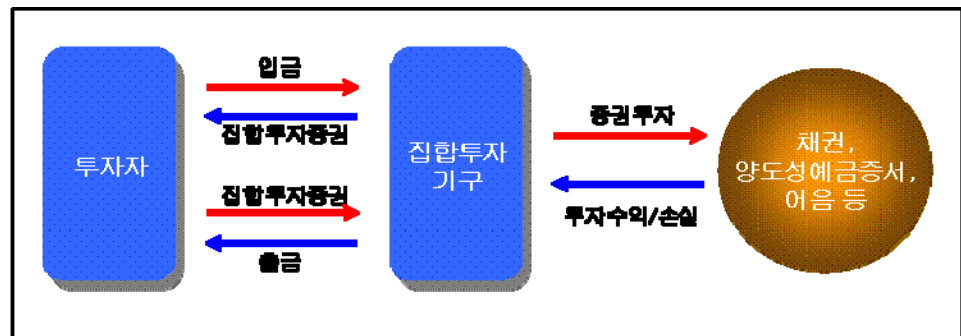 투자자
입금
집합투자증권
집합투자증권
출금
집합투자
기구
증권투자
투자수익/손실
채권,
양도성예금증서,
어음 등